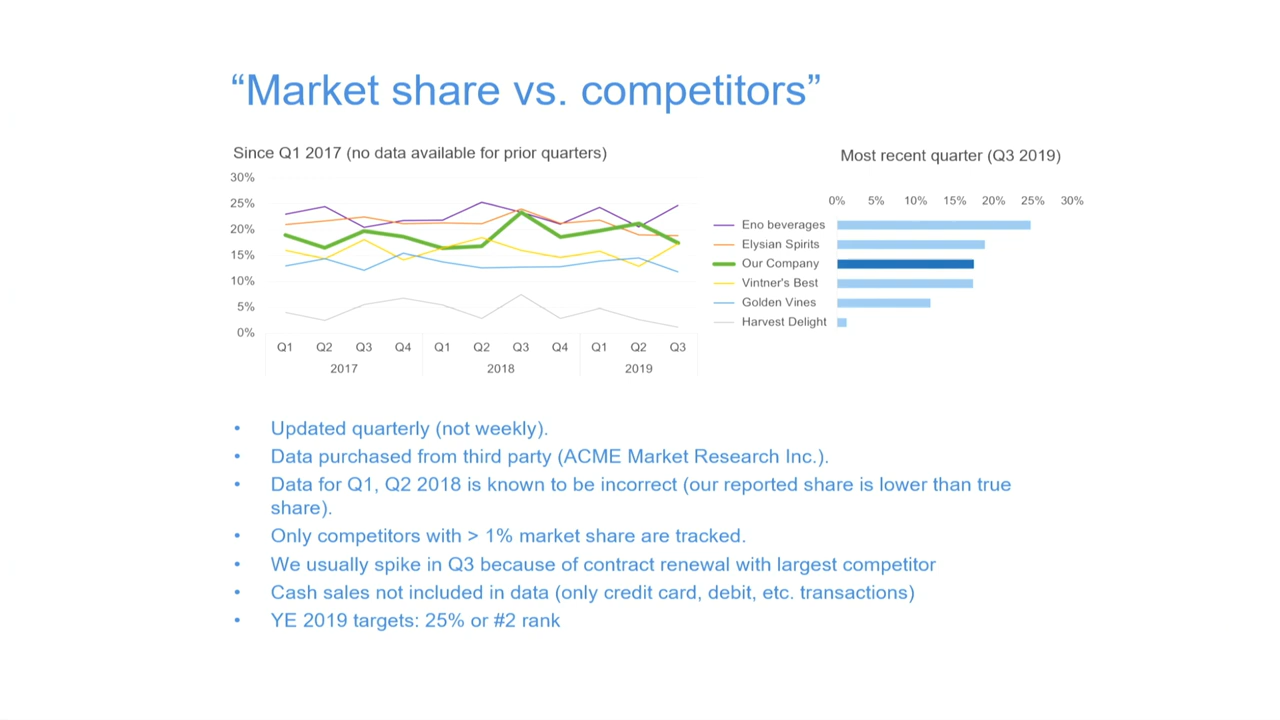 “Market share vs. competitors”
Since Q1 2017 (no data available for prior quarters)
30%
25%
20%
15%
10%
5%
0%
Q1 Q2 Q3 Q4 Q1 Q2 Q3 Q4 Q1 Q2 Q3
2017 2018 2019
Most recent quarter (Q3 2019)
0% 5% 10% 15% 20% 25% 30%
Eno beverages
Elysian Spirits
Our Company
Vintner's Best
Golden Vines
Harvest Delight
• Updated quarterly (not weekly).
• Data purchased from third party (ACME Market Research Inc.).
• Data for Q1, Q2 2018 is known to be incorrect (our reported share is lower than true
share).
• Only competitors with > 1% market share are tracked.
• We usually spike in Q3 because of contract renewal with largest competitor
• Cash sales not included in data (only credit card, debit, etc. transactions)
• YE 2019 targets: 25% or #2 rank